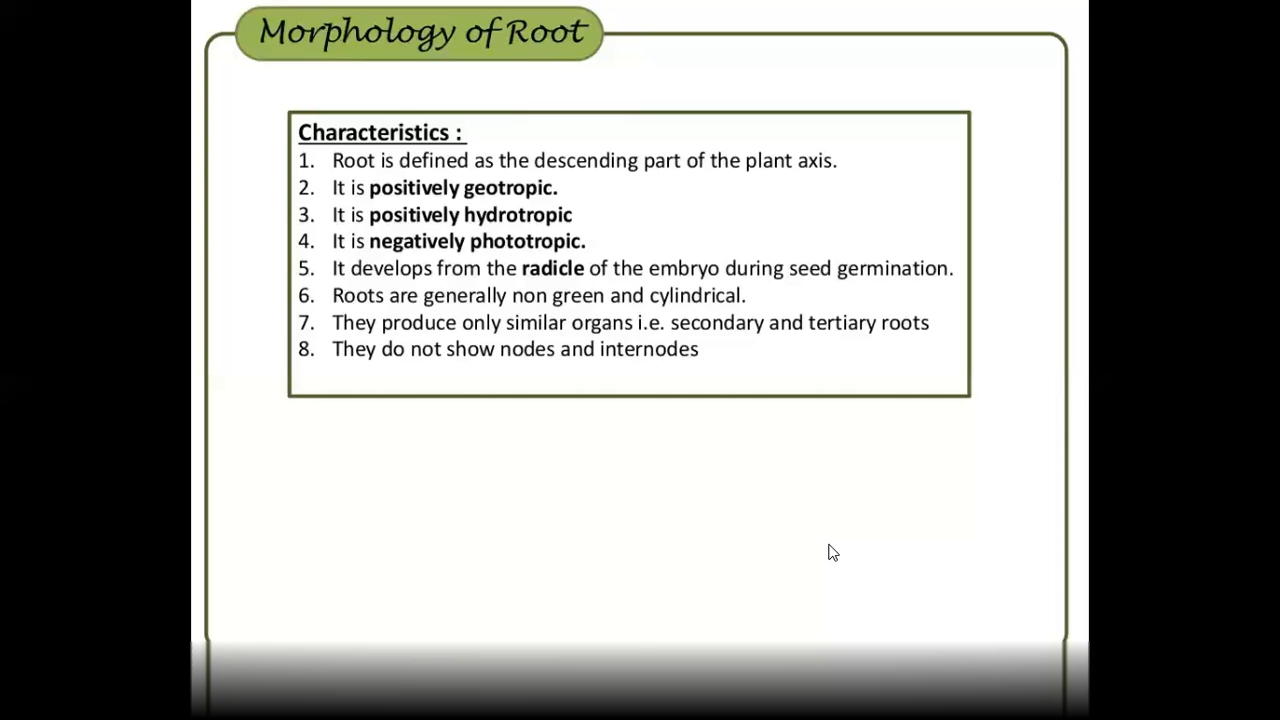 Morphology of Root
Characteristics :
1. Root is defined as the descending part of the plant axis.
2. It is positively geotropic.
3. It is positively hydrotropic
4. It is negatively phototropic.
5. It develops from the radicle of the embryo during seed germination.
6. Roots are generally non green and cylindrical.
7. They produce only similar organs i.e. secondary and tertiary roots
8. They do not show nodes and internodes